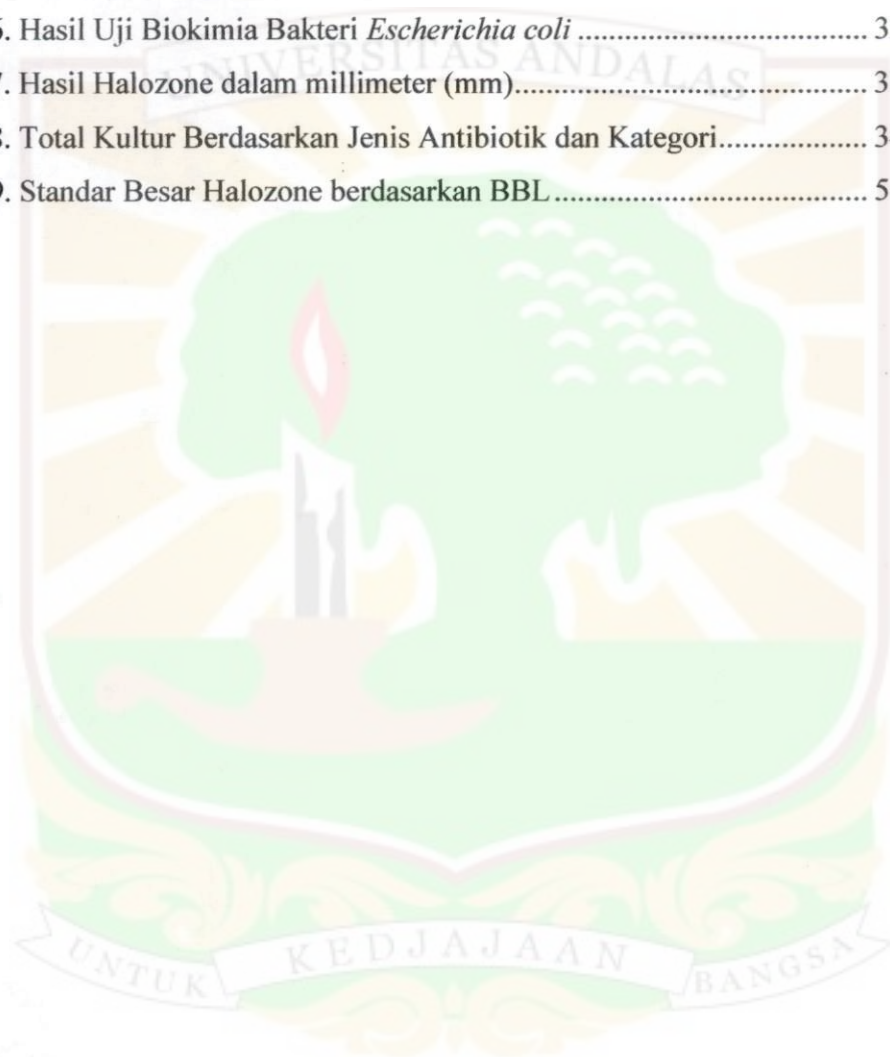 . Hasil Uji Biokimia Bakteri Escherichia coli .................................... 3
. Hasil Halozone dalam millimeter (mm)............................................. 3
. Total Kultur Berdasarkan Jenis Antibiotik dan Kategori................... 3
. Standar Besar Halozone berdasarkan BBL ........................................ 5
UNIVERSITAS ANDALAS
UNTUK KEDJAJAAN BANGSA